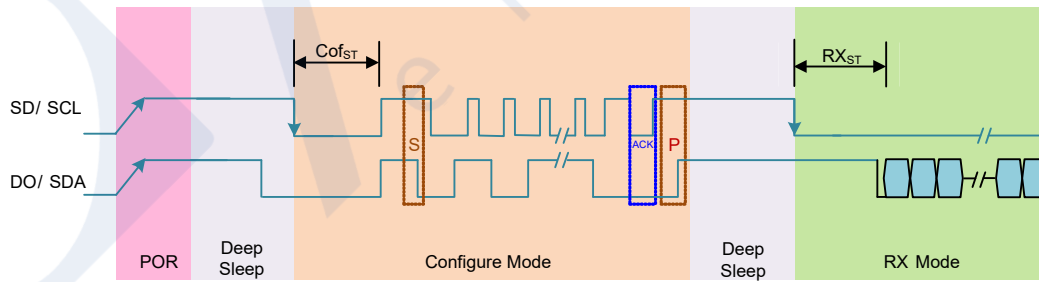 Cof_ST
RX_ST
SD/ SCL
S
ACK
P
DO/ SDA
POR
Deep
Sleep
Configure Mode
Deep
Sleep
RX Mode